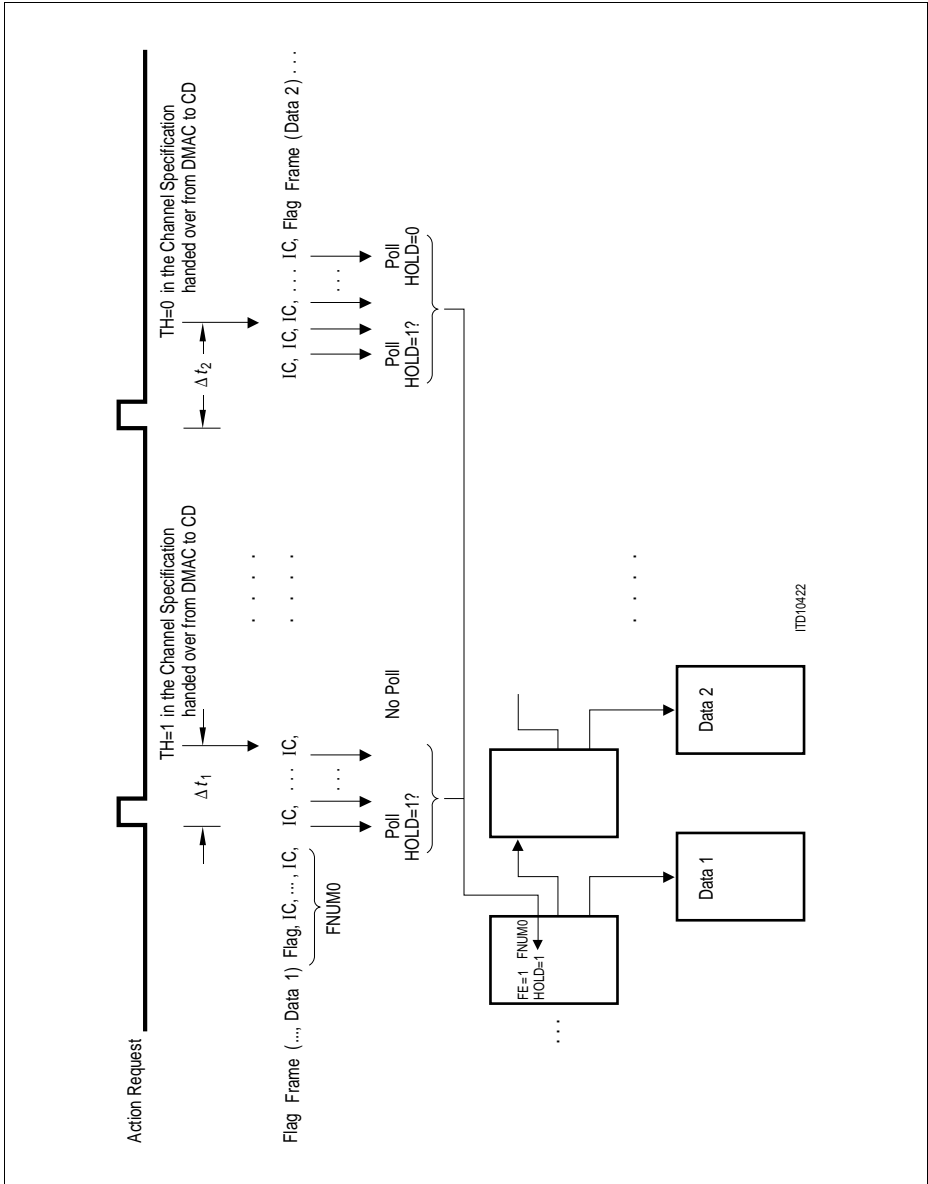 Action Request
TH=1 in the Channel Specification
handed over from DMAC to CD
TH=0 in the Channel Specification
handed over from DMAC to CD
Δt₁
Δt₂
. . . .
Flag Frame (..., Data 1) Flag, IC, ..., IC, IC, ... IC,
. . . .
IC, IC, IC, ... IC, Flag Frame (Data 2) ...
FNUM0
...
...
Poll
HOLD=1?
No Poll
Poll
HOLD=1?
Poll
HOLD=0
FE=1 FNUM0
HOLD=1
...
. . . .
Data 1
Data 2
ITD10422